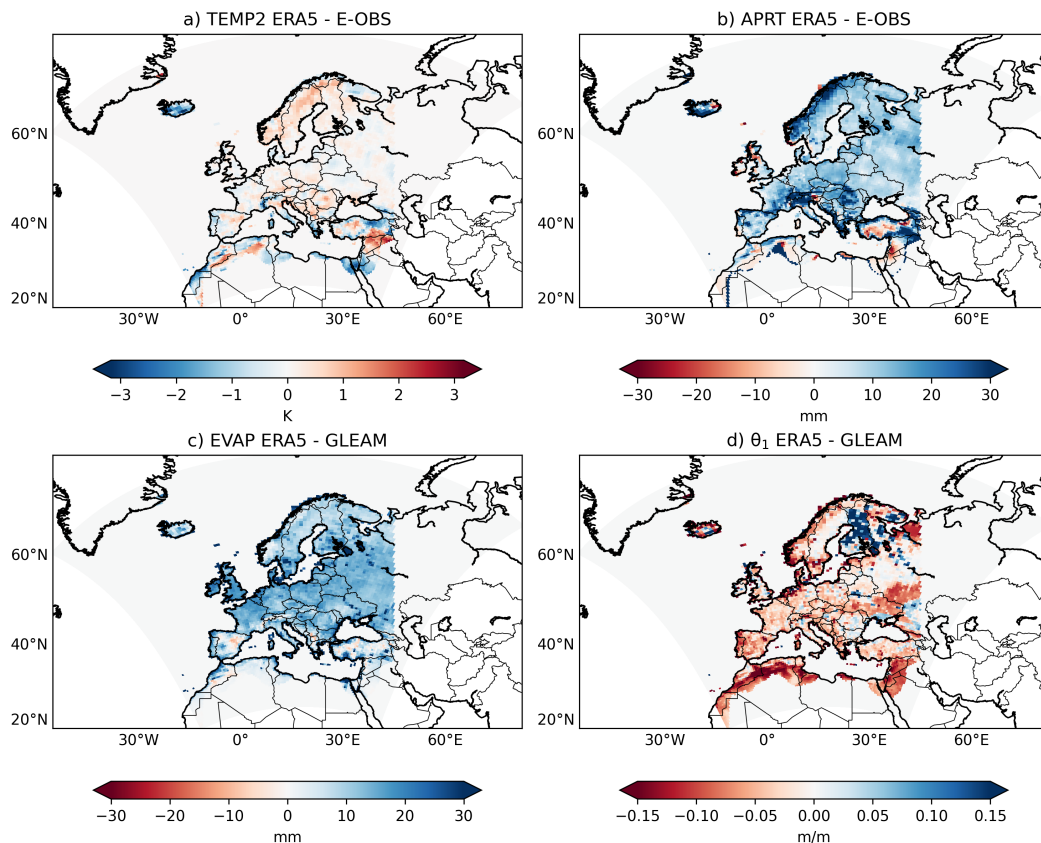 a) TEMP2 ERA5 - E-OBS
b) APRT ERA5 - E-OBS
60°N
40°N
20°N
30°W 0° 30°E 60°E
60°N
40°N
20°N
30°W 0° 30°E 60°E
−3 −2 −1 0 1 2 3
K
−30 −20 −10 0 10 20 30
mm
c) EVAP ERA5 - GLEAM
d) θ₁ ERA5 - GLEAM
60°N
40°N
20°N
30°W 0° 30°E 60°E
60°N
40°N
20°N
30°W 0° 30°E 60°E
−30 −20 −10 0 10 20 30
mm
−0.15 −0.10 −0.05 0.00 0.05 0.10 0.15
m/m